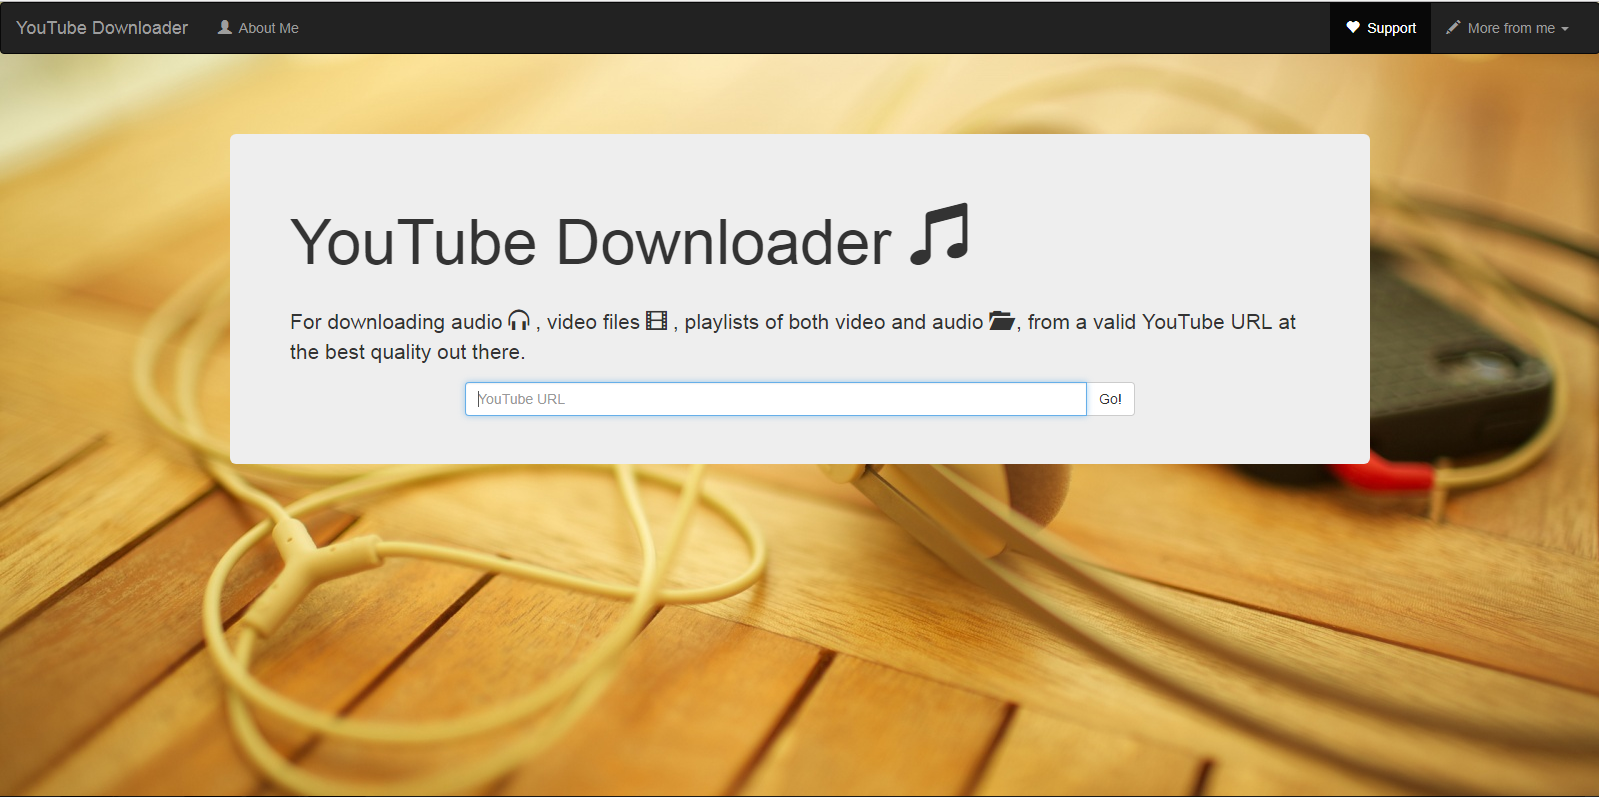 YouTube Downloader About Me Support More from me
YouTube Downloader
For downloading audio , video files , playlists of both video and audio , from a valid YouTube URL at
the best quality out there.
YouTube URL Go!